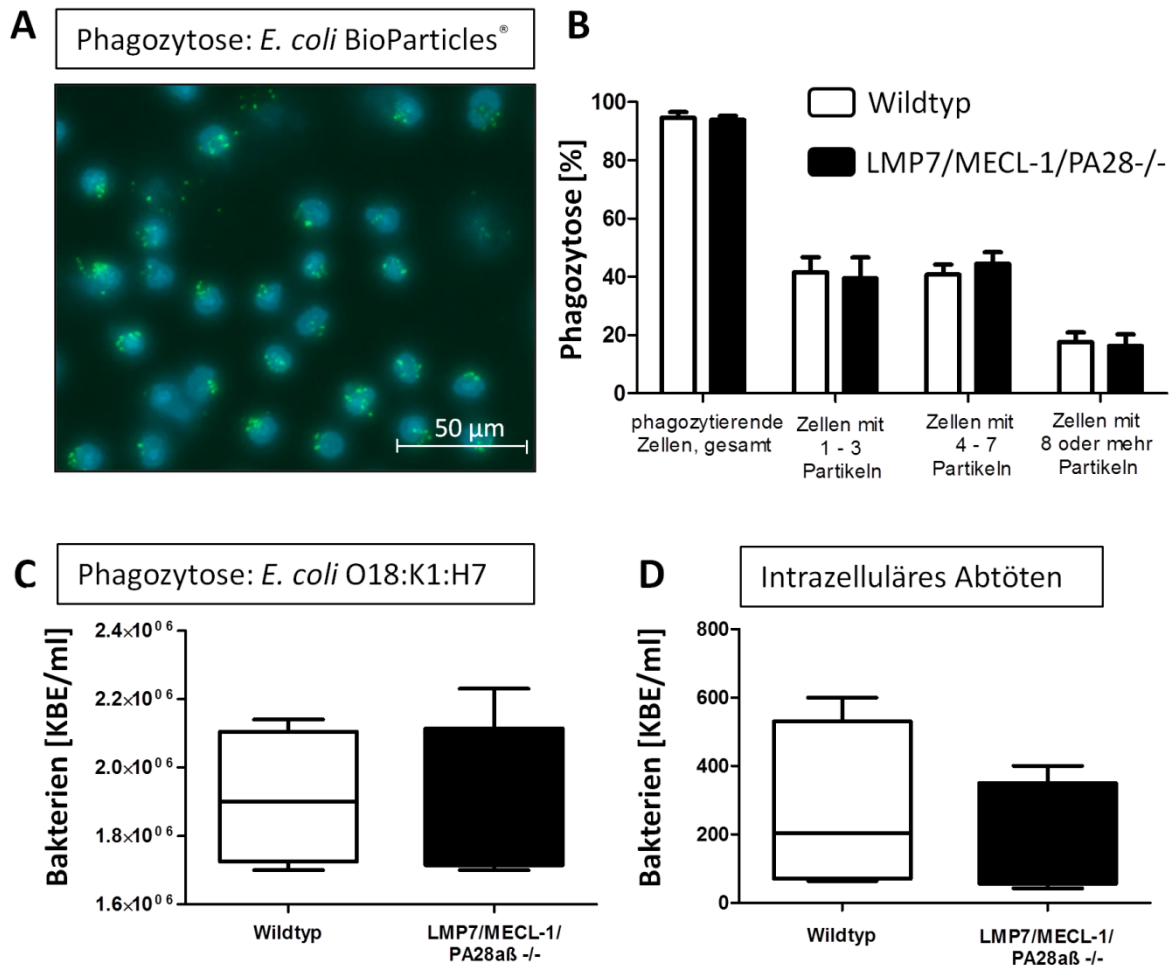 A
Phagozytose: E. coli BioParticles®
50 µm
B
Phagozytose [%]
100
80
60
40
20
0
Wildtyp
LMP7/MECL-1/PA28-/-
phagozytierende
Zellen, gesamt
Zellen mit
1 - 3
Partikeln
Zellen mit
4 - 7
Partikeln
Zellen mit
8 oder mehr
Partikeln
C
Phagozytose: E. coli O18:K1:H7
Bakterien [KBE/ml]
2.4×10⁰⁶
2.2×10⁰⁶
2.0×10⁰⁶
1.8×10⁰⁶
1.6×10⁰⁶
Wildtyp
LMP7/MECL-1/
PA28aß -/-
D
Intrazelluläres Abtöten
Bakterien [KBE/ml]
800
600
400
200
0
Wildtyp
LMP7/MECL-1/
PA28aß -/-